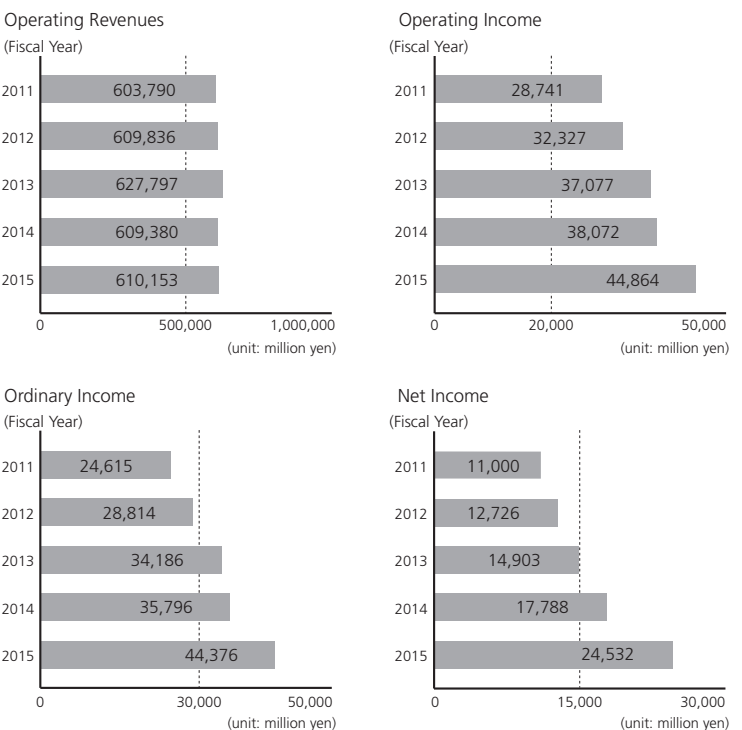 Operating Revenues
(Fiscal Year)
2011 603,790
2012 609,836
2013 627,797
2014 609,380
2015 610,153
0 500,000 1,000,000
(unit: million yen)
Operating Income
(Fiscal Year)
2011 28,741
2012 32,327
2013 37,077
2014 38,072
2015 44,864
0 20,000 50,000
(unit: million yen)
Ordinary Income
(Fiscal Year)
2011 24,615
2012 28,814
2013 34,186
2014 35,796
2015 44,376
0 30,000 50,000
(unit: million yen)
Net Income
(Fiscal Year)
2011 11,000
2012 12,726
2013 14,903
2014 17,788
2015 24,532
0 15,000 30,000
(unit: million yen)